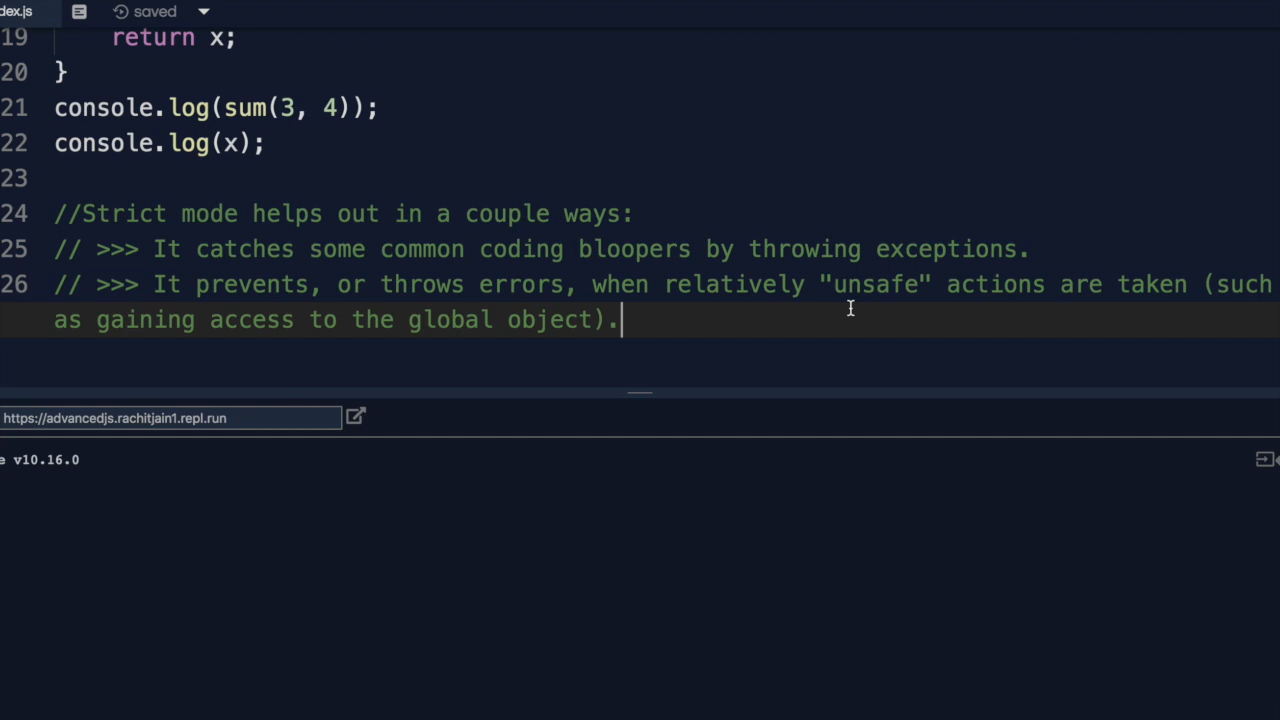 dex.js saved
19 return x;
20 }
21 console.log(sum(3, 4));
22 console.log(x);
23
24 //Strict mode helps out in a couple ways:
25 // >>> It catches some common coding bloopers by throwing exceptions.
26 // >>> It prevents, or throws errors, when relatively "unsafe" actions are taken (such
as gaining access to the global object).
https://advancedjs.rachitjain1.repl.run
e v10.16.0